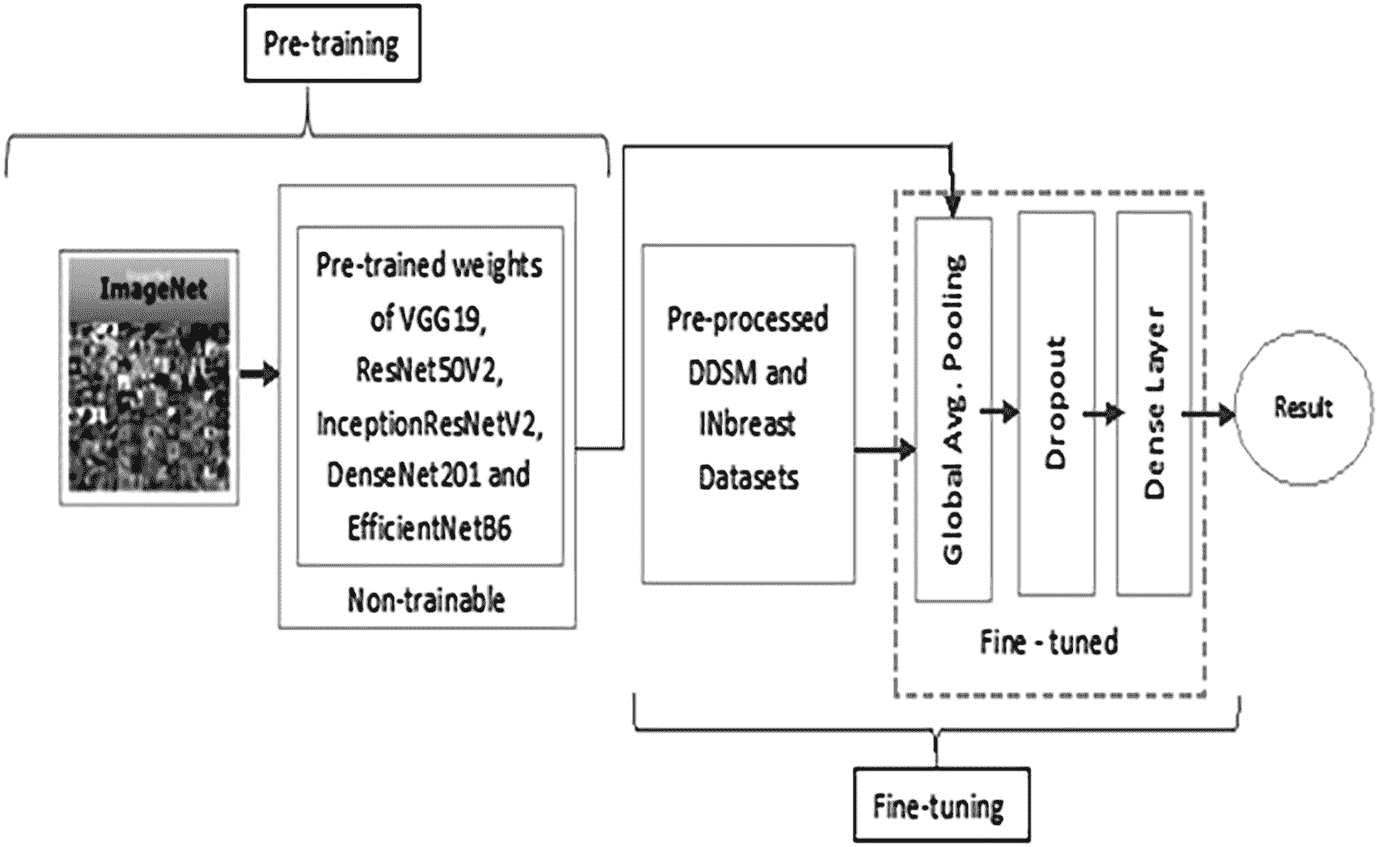 Pre-training
ImageNet
Pre-trained weights
of VGG19,
ResNet50V2,
InceptionResNetV2,
DenseNet201 and
EfficientNetB6
Non-trainable
Pre-processed
DDSM and
INbreast
Datasets
Global Avg. Pooling
Dropout
Dense Layer
Fine - tuned
Result
Fine-tuning